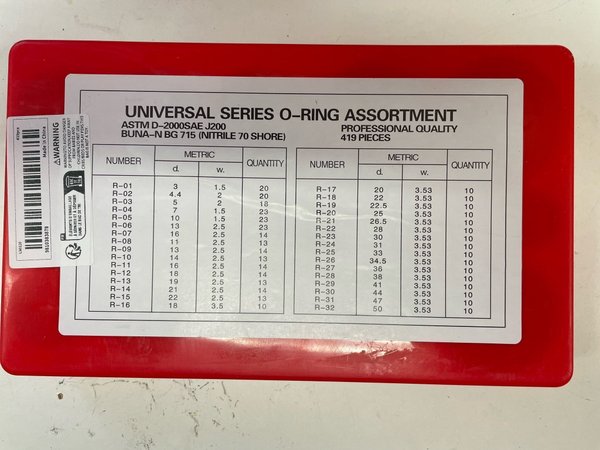 UNIVERSAL SERIES O-RING ASSORTMENT
ASTM D-2000SAE J200 PROFESSIONAL QUALITY
BUNA-N BG 715 (NITRILE 70 SHORE) 419 PIECES
NUMBER METRIC QUANTITY
d. w.
R-01 3 1.5 20
R-02 4.4 2 20
R-03 5 2 18
R-04 7 1.5 23
R-05 10 1.5 23
R-06 13 2.5 23
R-07 16 2.5 14
R-08 11 2.5 13
R-09 13 2.5 13
R-10 14 2.5 14
R-11 16 2.5 14
R-12 18 2.5 14
R-13 19 2.5 13
R-14 21 2.5 14
R-15 22 2.5 13
R-16 18 3.5 10
NUMBER METRIC QUANTITY
d. w.
R-17 20 3.53 10
R-18 22 3.53 10
R-19 22.5 3.53 10
R-20 25 3.53 10
R-21 26.5 3.53 10
R-22 28 3.53 10
R-23 30 3.53 10
R-24 31 3.53 10
R-25 33 3.53 10
R-26 34.5 3.53 10
R-27 36 3.53 10
R-28 38 3.53 10
R-29 41 3.53 10
R-30 44 3.53 10
R-31 47 3.53 10
R-32 50 3.53 10
WARNING
Made in China